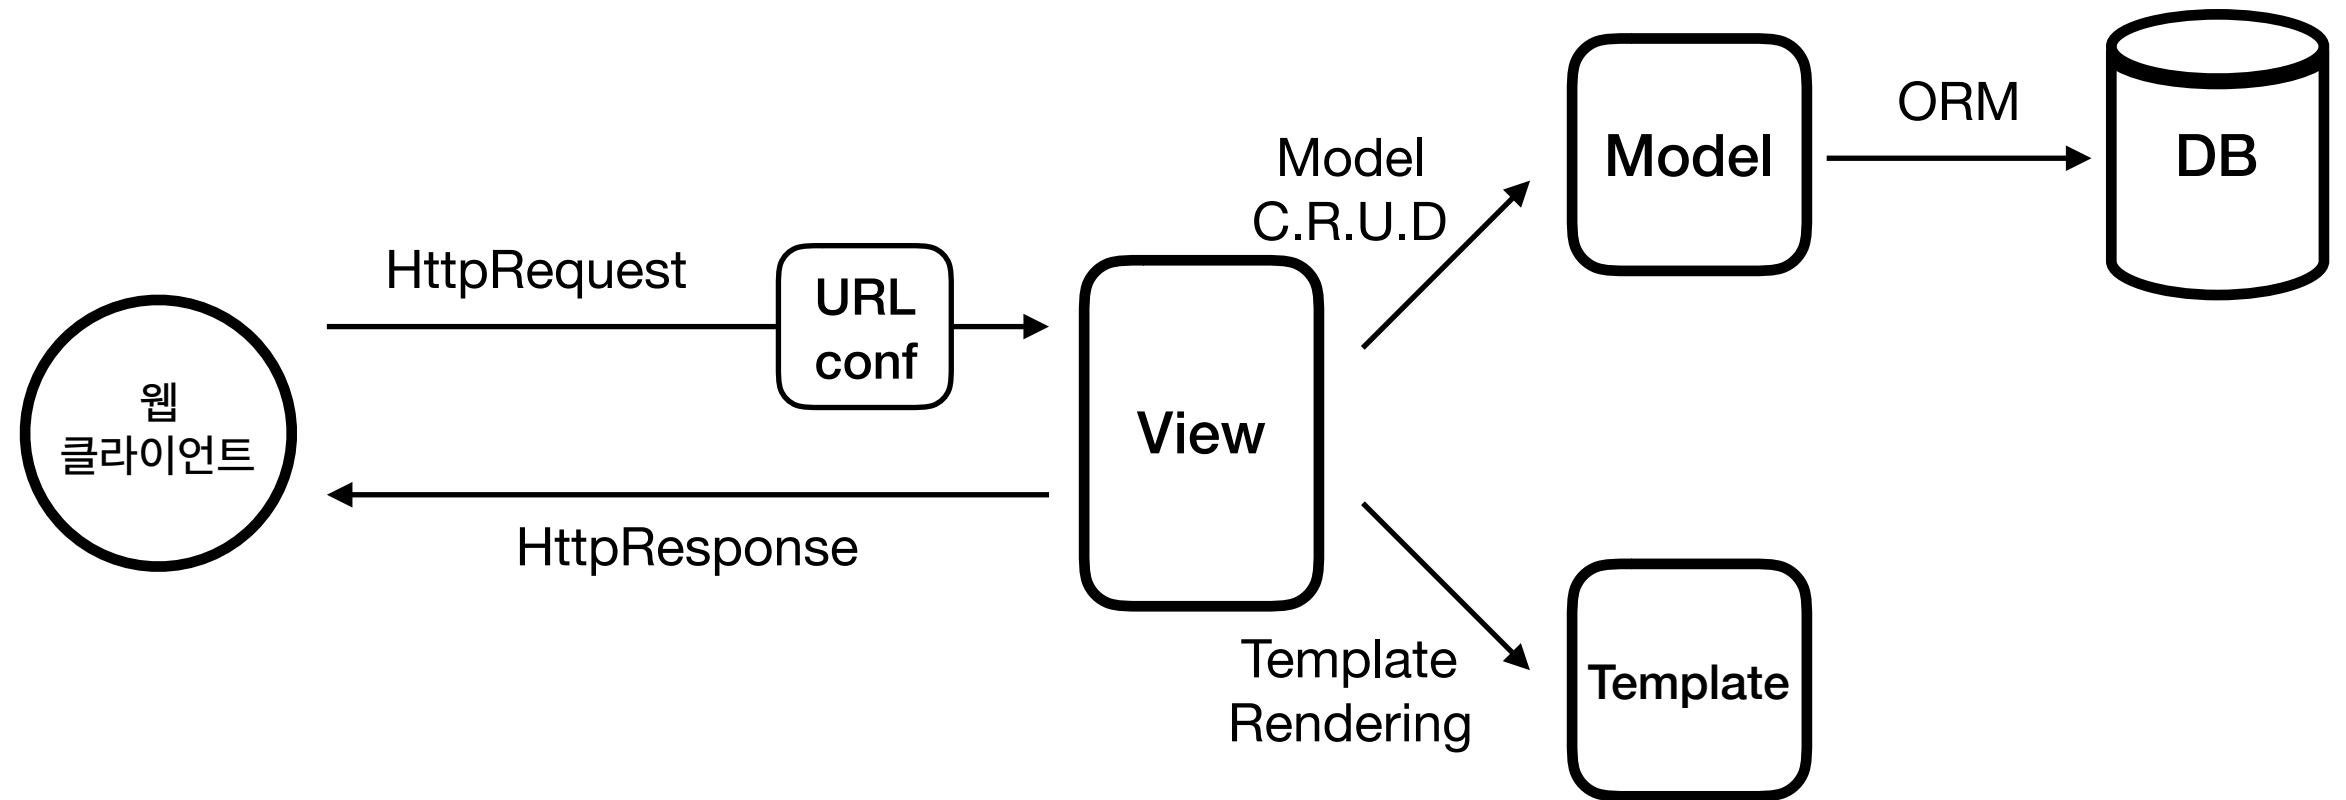 웹
클라이언트
HttpRequest
URL
conf
HttpResponse
View
Model
C.R.U.D
Model
ORM
DB
Template
Rendering
Template